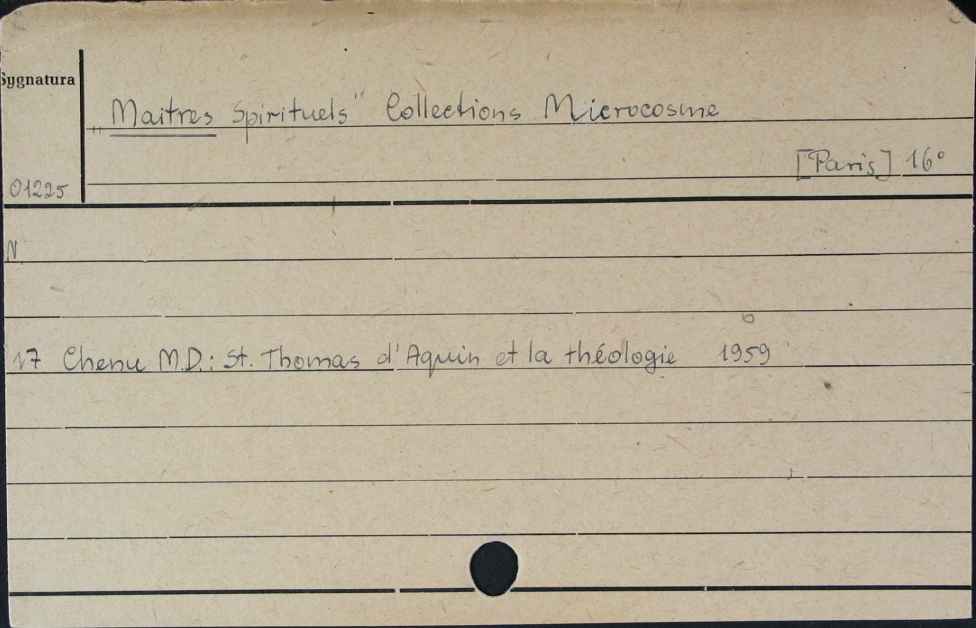 Sygnatura
„Maitres Spirituels" Collections Microcosme
[Paris] 16°
01225
N
17 Chenu M.D.: St. Thomas d'Aquin et la théologie 1959